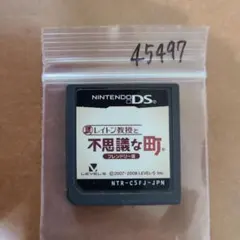 45497
NINTENDO DS
レイトン教授と
不思議な町
フレンドリー版
LEVEL5
©2007-2009 LEVEL-5 Inc.
NTR-C5FJ-JPN